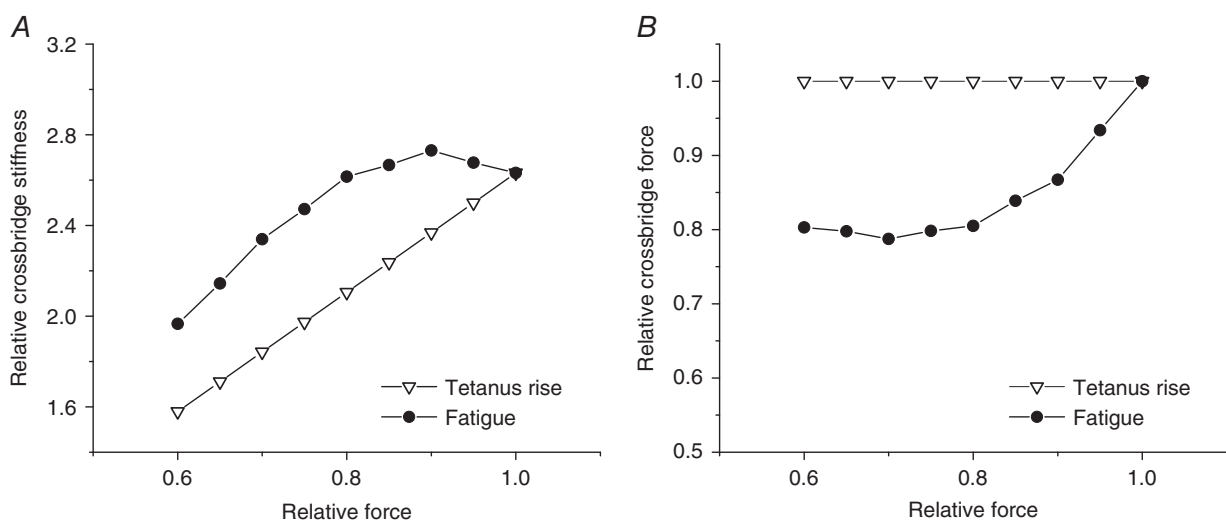 A
Relative crossbridge stiffness
3.2
2.8
2.4
2.0
1.6
0.6
0.8
1.0
Relative force
Tetanus rise
Fatigue
B
Relative crossbridge force
1.0
0.9
0.8
0.7
0.6
0.5
0.6
0.8
1.0
Relative force
Tetanus rise
Fatigue